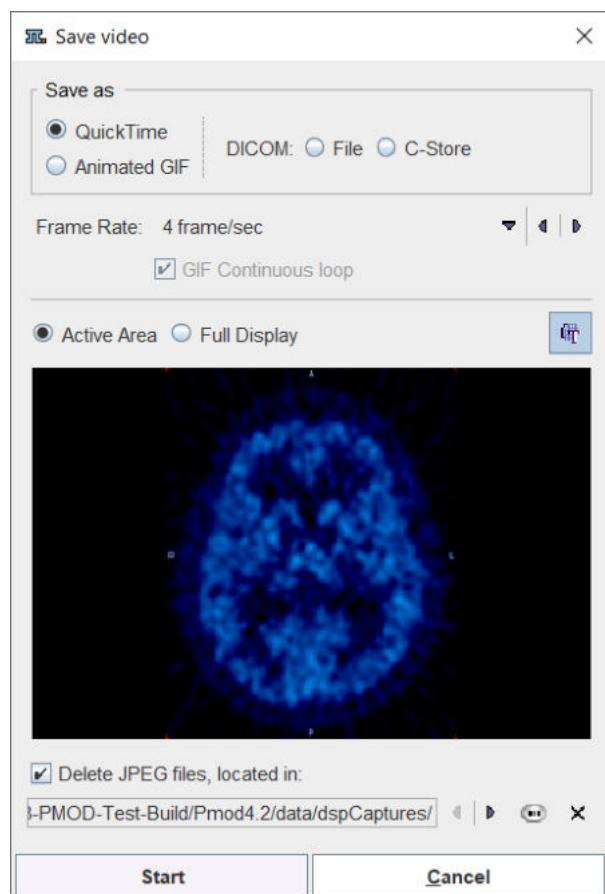 Save video
Save as
QuickTime
Animated GIF
DICOM: File C-Store
Frame Rate: 4 frame/sec
GIF Continuous loop
Active Area Full Display
A
L
P
Delete JPEG files, located in:
-PMOD-Test-Build/Pmod4.2/data/dspCaptures/
Start Cancel